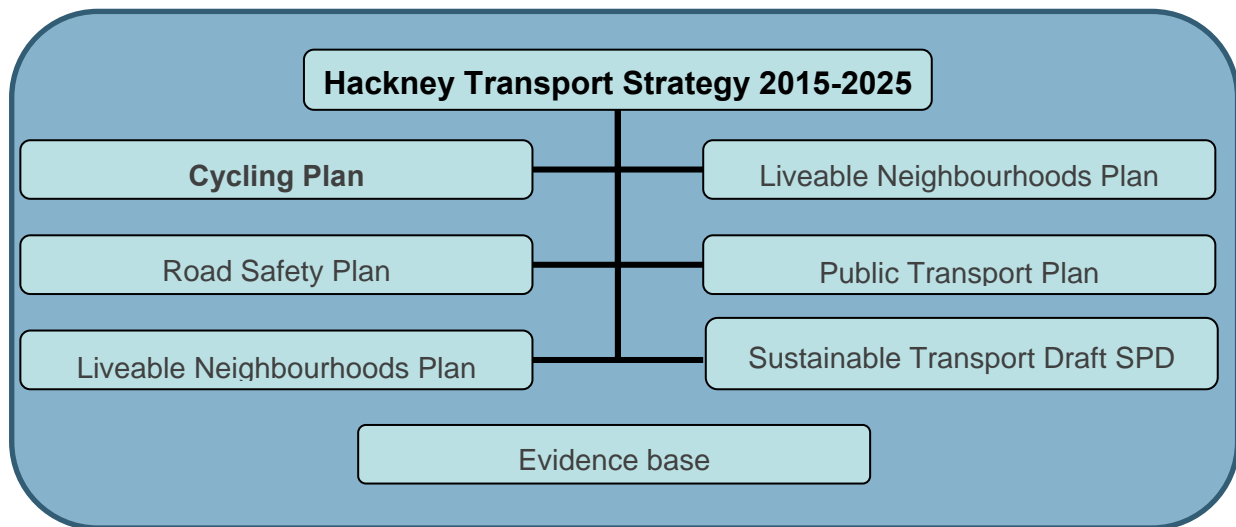 Hackney Transport Strategy 2015-2025
Cycling Plan
Liveable Neighbourhoods Plan
Road Safety Plan
Public Transport Plan
Liveable Neighbourhoods Plan
Sustainable Transport Draft SPD
Evidence base